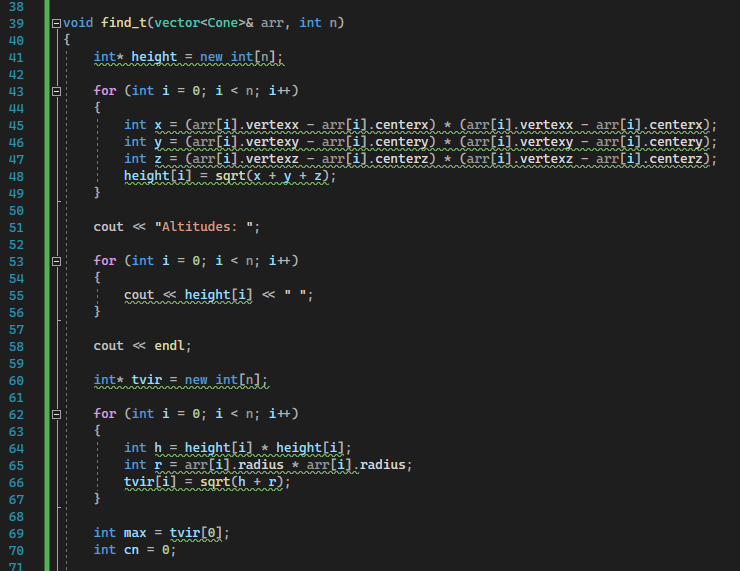 38
39 void find_t(vector<Cone>& arr, int n)
40 {
41 int* height = new int[n];
42
43 for (int i = 0; i < n; i++)
44 {
45 int x = (arr[i].vertexx - arr[i].centerx) * (arr[i].vertexx - arr[i].centerx);
46 int y = (arr[i].vertexy - arr[i].centery) * (arr[i].vertexy - arr[i].centery);
47 int z = (arr[i].vertexz - arr[i].centerz) * (arr[i].vertexz - arr[i].centerz);
48 height[i] = sqrt(x + y + z);
49 }
50
51 cout << "Altitudes: ";
52
53 for (int i = 0; i < n; i++)
54 {
55 cout << height[i] << " ";
56 }
57
58 cout << endl;
59
60 int* tvir = new int[n];
61
62 for (int i = 0; i < n; i++)
63 {
64 int h = height[i] * height[i];
65 int r = arr[i].radius * arr[i].radius;
66 tvir[i] = sqrt(h + r);
67 }
68
69 int max = tvir[0];
70 int cn = 0;
71